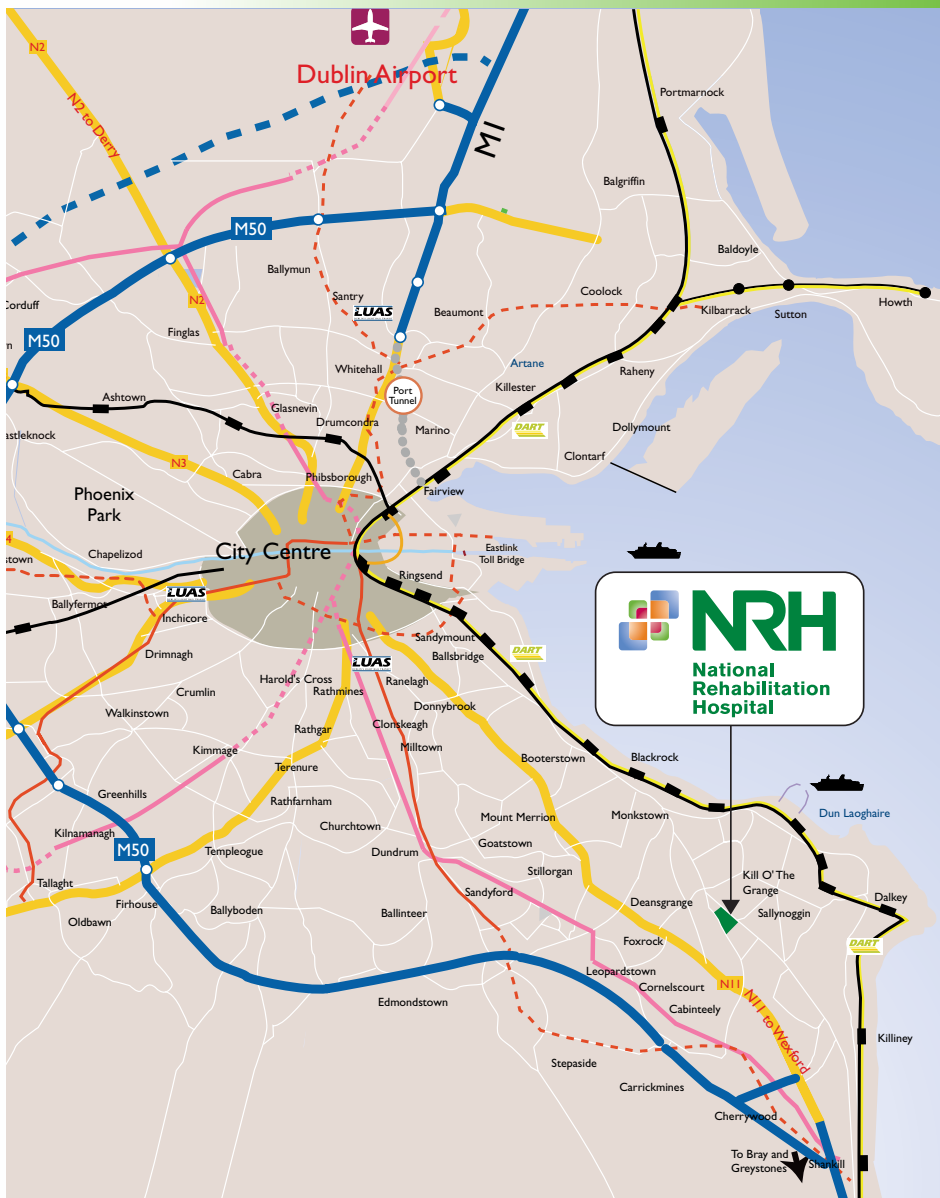 N2
Dublin Airport
N2 to Derry
M1
Portmarnock
Balgriffin
M50
Baldoyle
Ballymun
Santry
LUAS
Coolock
Howth
Corduff
N2
Beaumont
Kilbarrack
Sutton
Finglas
M50
Whitehall
Artane
Raheny
Port
Tunnel
Killester
Ashtown
Glasnevin
Drumcondra
Marino
DART
Dollymount
astleknock
Clontarf
N3
Cabra
Phibsborough
Fairview
Phoenix
Park
City Centre
Eastlink
Toll Bridge
Chapelizod
stown
Ringsend
LUAS
Ballyfermot
Inchicore
NRH
National
Rehabilitation
Hospital
Sandymount
Ballsbridge
DART
Drimnagh
LUAS
Harold's Cross
Rathmines
Ranelagh
Crumlin
Donnybrook
Walkinstown
Rathgar
Clonskeagh
Milltown
Kimmage
Booterstown
Blackrock
Terenure
Greenhills
Rathfarnham
Mount Merrion
Monkstown
Dun Laoghaire
Kilnamanagh
Churchtown
Goatstown
M50
Templeogue
Dundrum
Stillorgan
Kill O' The
Grange
Tallaght
Sandyford
Deansgrange
Sallynoggin
Dalkey
Firhouse
Ballyboden
Ballinteer
Oldbawn
Foxrock
DART
Leopardstown
Cornelscourt
N11
Edmondstown
Cabinteely
N11 to Wexford
Killiney
Stepaside
Carrickmines
Cherrywood
To Bray and
Greystones
Shankill